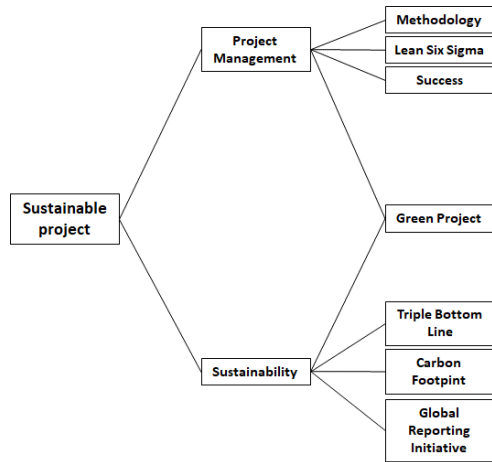 Methodology
Project
Management
Lean Six Sigma
Success
Sustainable
project
Green Project
Triple Bottom
Line
Sustainability
Carbon
Footpint
Global
Reporting
Initiative